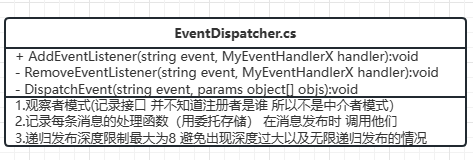 EventDispatcher.cs
+ AddEventListener(string event, MyEventHandlerX handler):void
- RemoveEventListener(string event, MyEventHandlerX handler):void
- DispatchEvent(string event, params object[] objs):void
1.观察者模式(记录接口 并不知道注册者是谁 所以不是中介者模式)
2.记录每条消息的处理函数（用委托存储） 在消息发布时 调用他们
3.递归发布深度限制最大为8 避免出现深度过大以及无限递归发布的情况